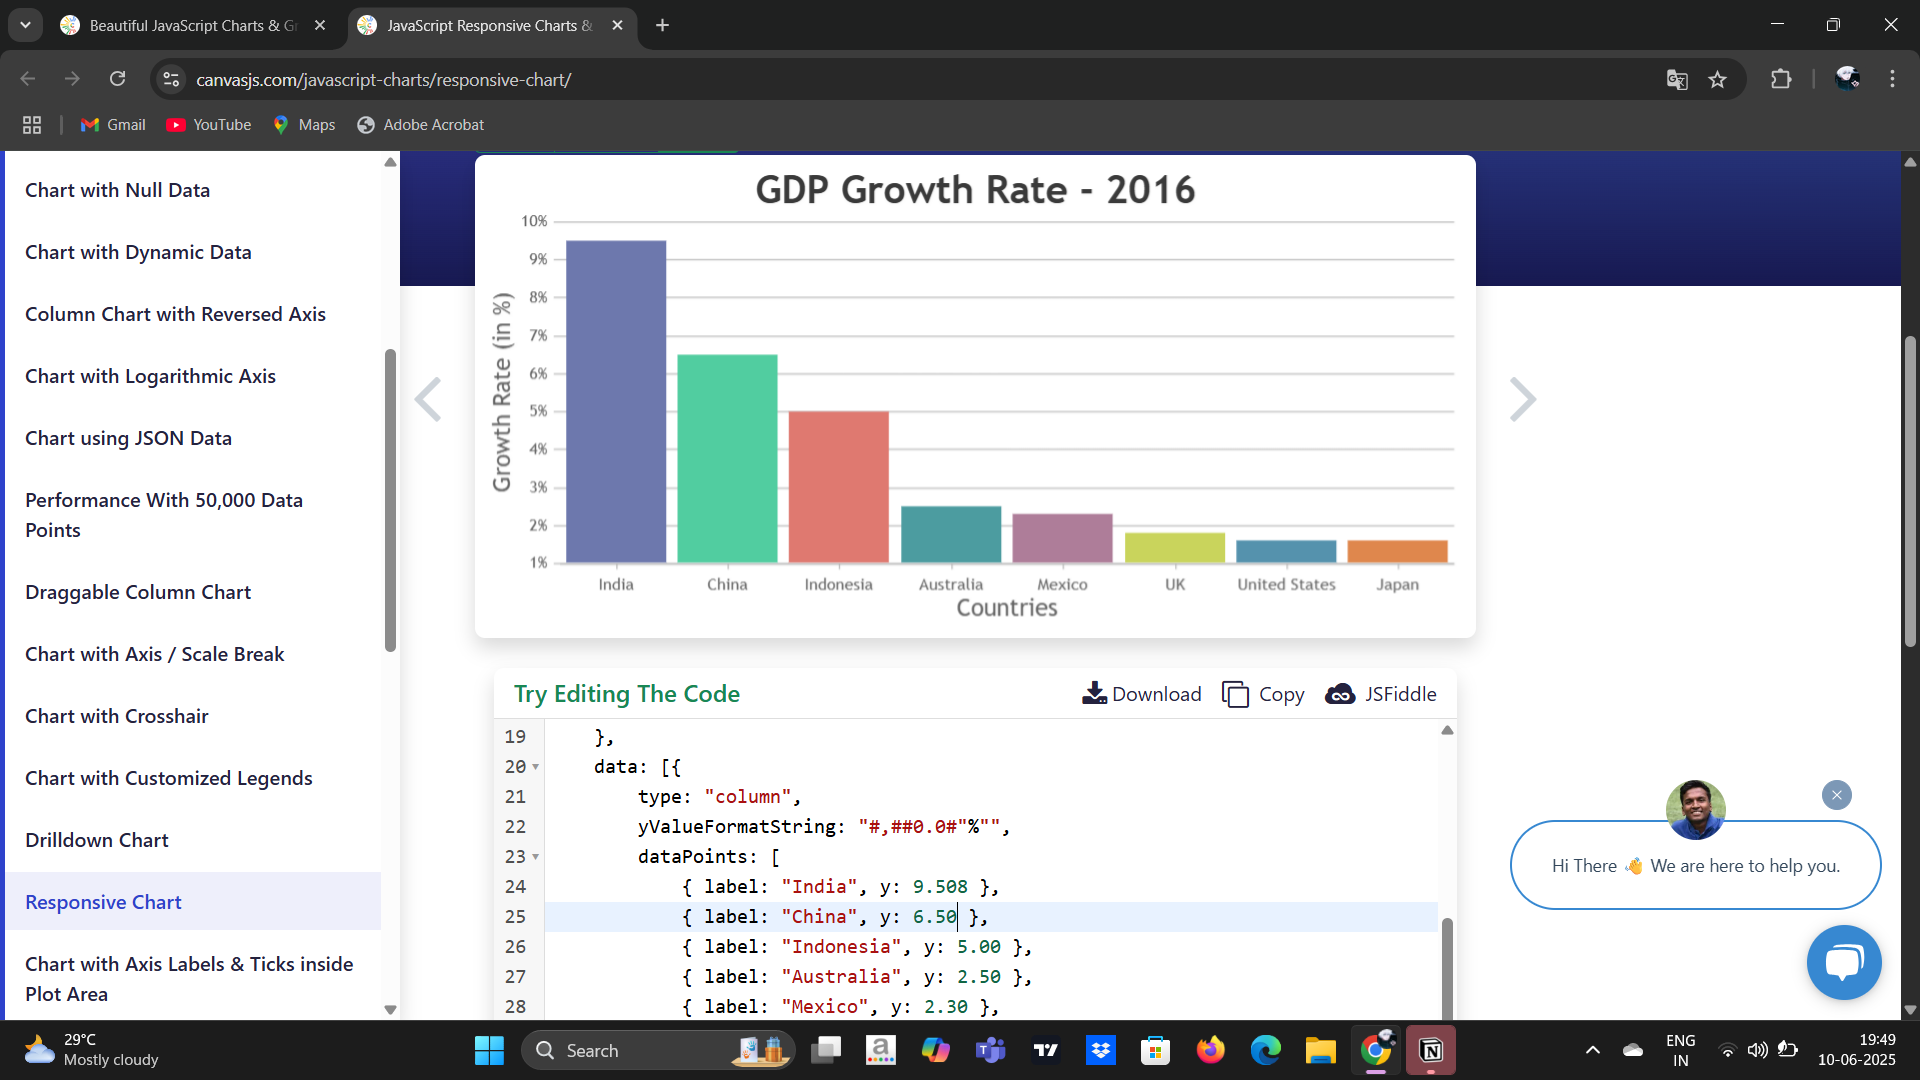 Beautiful JavaScript Charts & Gr
JavaScript Responsive Charts &
canvasjs.com/javascript-charts/responsive-chart/
Gmail
YouTube
Maps
Adobe Acrobat
Chart with Null Data
Chart with Dynamic Data
Column Chart with Reversed Axis
Chart with Logarithmic Axis
Chart using JSON Data
Performance With 50,000 Data
Points
Draggable Column Chart
Chart with Axis / Scale Break
Chart with Crosshair
Chart with Customized Legends
Drilldown Chart
Responsive Chart
Chart with Axis Labels & Ticks inside
Plot Area
GDP Growth Rate - 2016
Growth Rate (in %)
10%
9%
8%
7%
6%
5%
4%
3%
2%
1%
India China Indonesia Australia Mexico UK United States Japan
Countries
Try Editing The Code
Download
Copy
JSFiddle
19 },
20 data: [{
21 type: "column",
22 yValueFormatString: "#,##0.0#"%"",
23 dataPoints: [
24 { label: "India", y: 9.508 },
25 { label: "China", y: 6.50 },
26 { label: "Indonesia", y: 5.00 },
27 { label: "Australia", y: 2.50 },
28 { label: "Mexico", y: 2.30 },
Hi There 👋 We are here to help you.
29°C
Mostly cloudy
Search
ENG
IN
19:49
10-06-2025